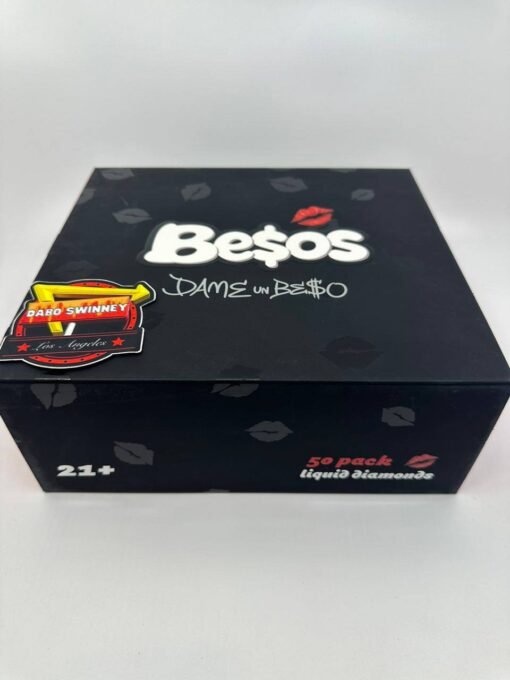 Be$os
DAME UN BE$O
DABO SWINNEY
Los Angeles
21+
50 pack
liquid diamonds